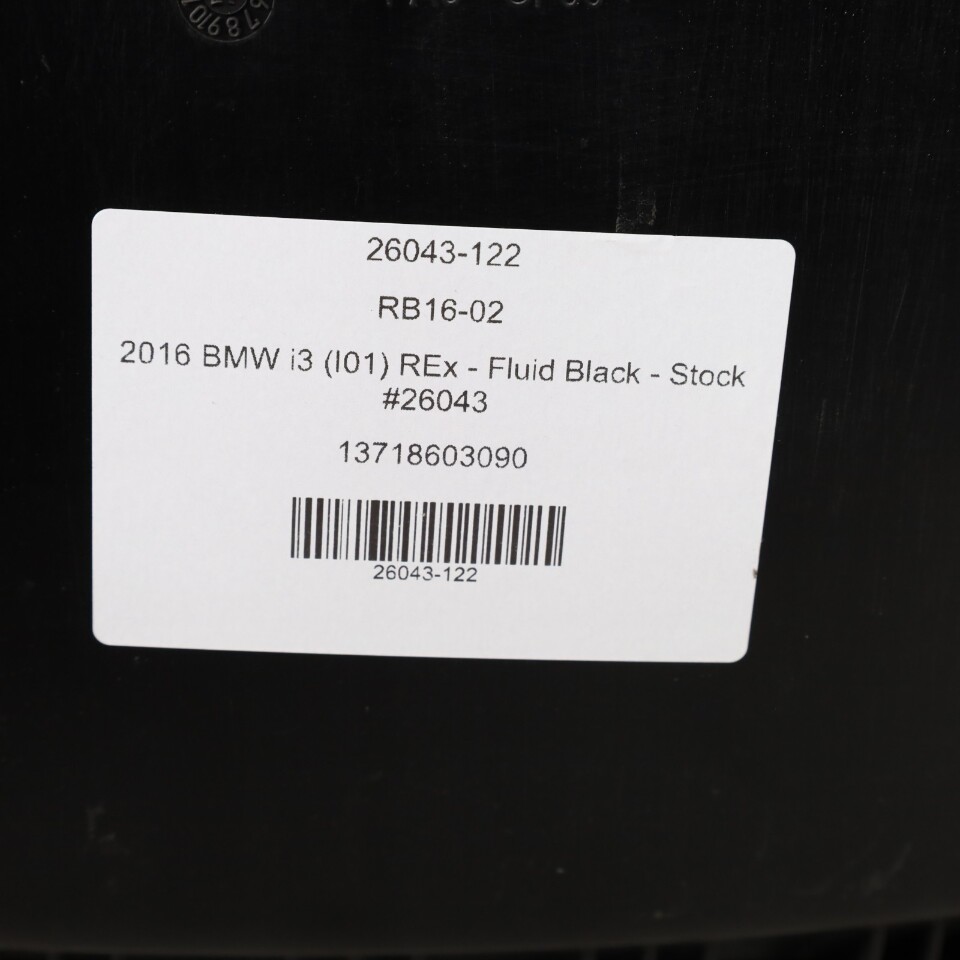 26043-122
RB16-02
2016 BMW i3 (I01) REx - Fluid Black - Stock
#26043
13718603090
26043-122